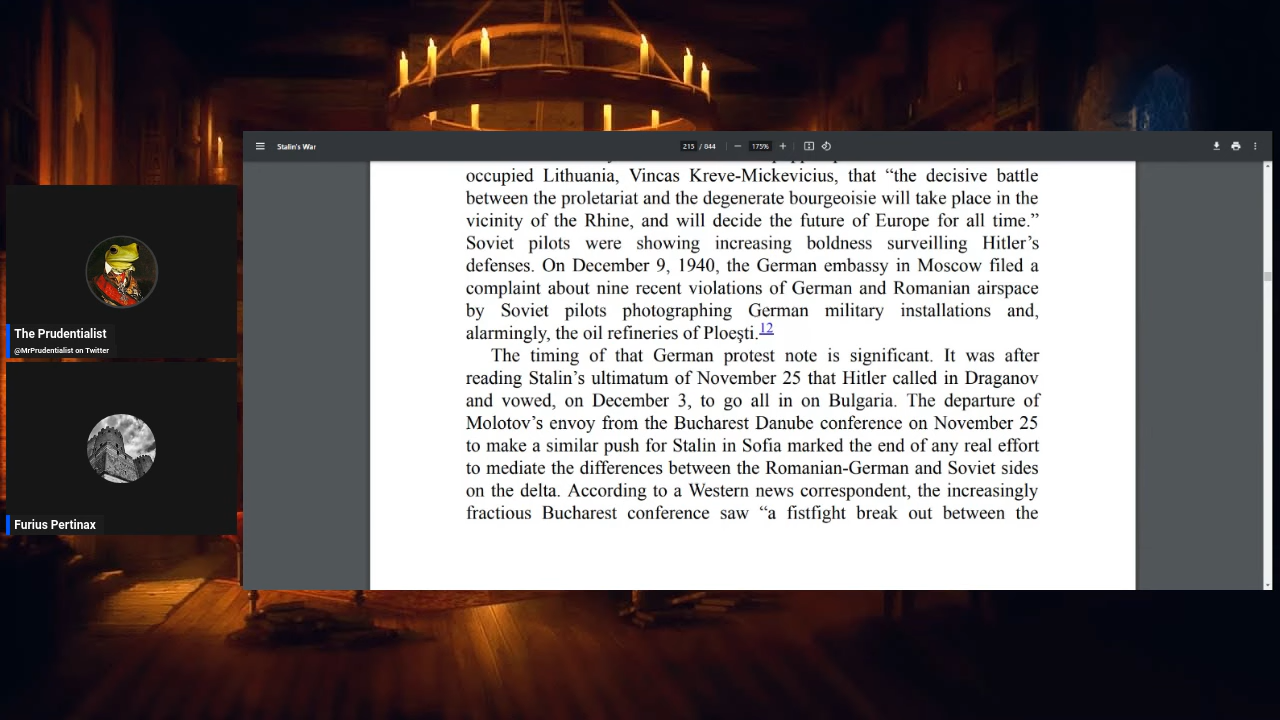 Stalin's War
215 / 844
175%
occupied Lithuania, Vincas Kreve-Mickevicius, that “the decisive battle
between the proletariat and the degenerate bourgeoisie will take place in the
vicinity of the Rhine, and will decide the future of Europe for all time.”
Soviet pilots were showing increasing boldness surveilling Hitler’s
defenses. On December 9, 1940, the German embassy in Moscow filed a
complaint about nine recent violations of German and Romanian airspace
by Soviet pilots photographing German military installations and,
alarmingly, the oil refineries of Ploești.12
The timing of that German protest note is significant. It was after
reading Stalin’s ultimatum of November 25 that Hitler called in Draganov
and vowed, on December 3, to go all in on Bulgaria. The departure of
Molotov’s envoy from the Bucharest Danube conference on November 25
to make a similar push for Stalin in Sofia marked the end of any real effort
to mediate the differences between the Romanian-German and Soviet sides
on the delta. According to a Western news correspondent, the increasingly
fractious Bucharest conference saw “a fistfight break out between the
The Prudentialist
@MrPrudentialist on Twitter
Furius Pertinax